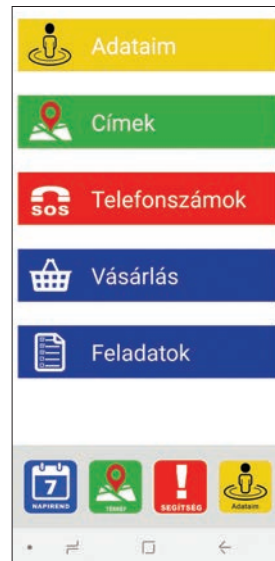 Adataim
Címek
SOS Telefonszámok
Vásárlás
Feladatok
7
NAPIREND
TÉRKÉP
SEGÍTSÉG
Adataim